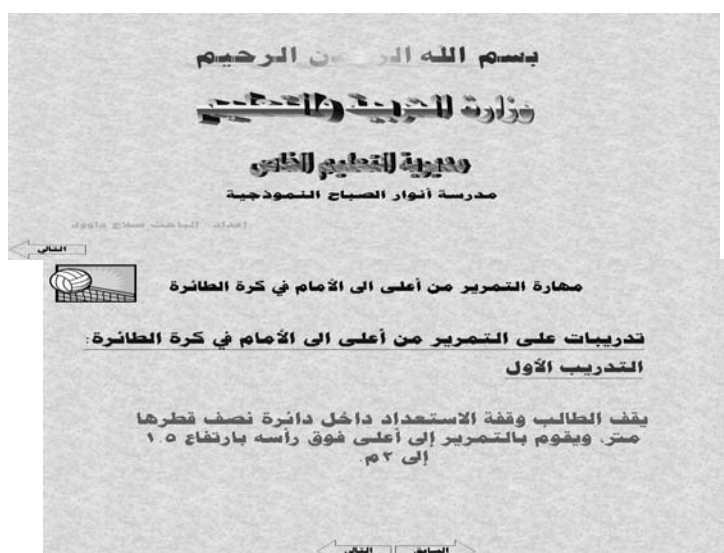 بسم الله الرحمن الرحيم
وزارة التربية والتعليم
مديرية التعليم الخاص
مدرسة أنوار الصباح النموذجية
إعداد: الباحث صلاح داوود
التالي
مهارة التمرير من أعلى الى الأمام في كرة الطائرة
تدريبات على التمرير من أعلى الى الأمام في كرة الطائرة:
التدريب الأول
يقف الطالب وقفة الاستعداد داخل دائرة نصف قطرها
متر، ويقوم بالتمرير إلى أعلى فوق رأسه بارتفاع ١.٥
إلى ٢م.
السابق
التالي